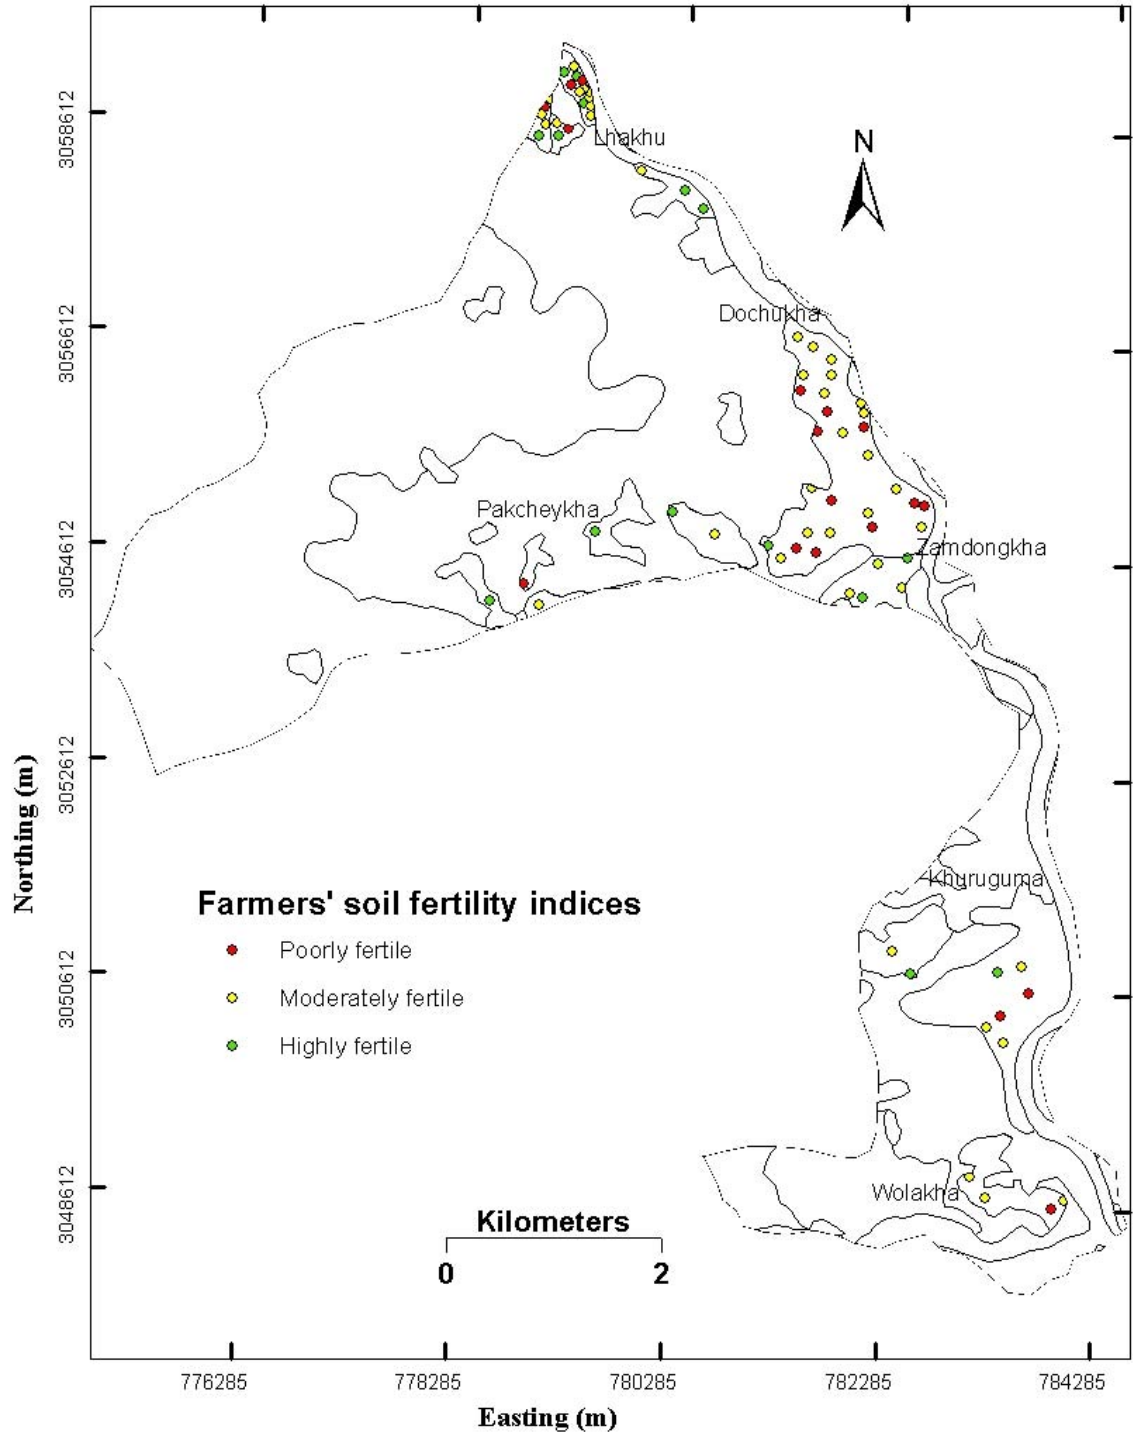 3058612
Lhakhu
N
Dochukha
3056612
Pakcheykha
3054612
Zamdongkha
3052612
Northing (m)
Khuruguma
Farmers' soil fertility indices
Poorly fertile
3050612
Moderately fertile
Highly fertile
3048612
Wolakha
Kilometers
0 2
776285 778285 780285 782285 784285
Easting (m)